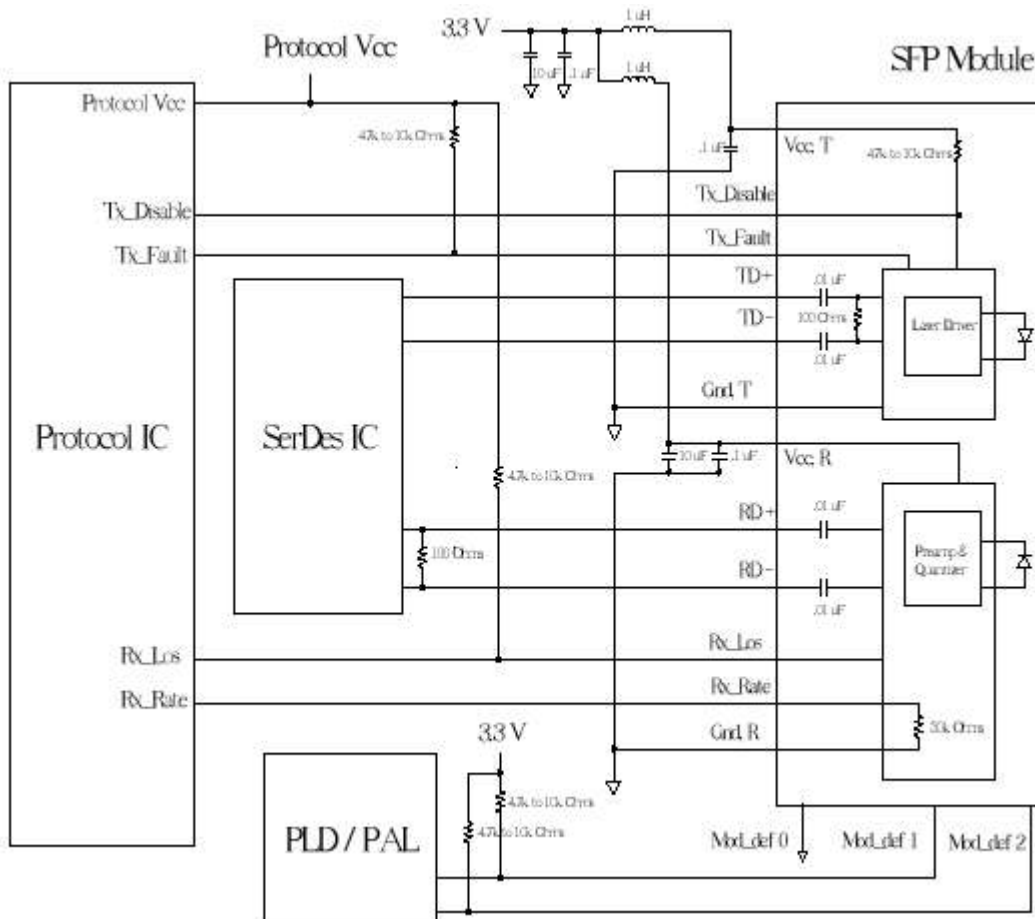 3.3 V
1 uH
Protocol Vcc
10 uF
.1 uF
1 uH
SFP Module
Protocol Vcc
4.7k to 10k Ohms
.1 uF
Vcc, T
4.7k to 10k Ohms
Tx_Disable
Tx_Disable
Tx_Fault
Tx_Fault
TD+
.01 uF
TD-
100 Ohms
Laser Driver
.01 uF
Gnd, T
Protocol IC
SerDes IC
10 uF
.1 uF
Vcc, R
4.7k to 10k Ohms
RD+
.01 uF
100 Ohms
RD-
Preamp &
Quantizer
.01 uF
Rx_Los
Rx_Los
Rx_Rate
Rx_Rate
3.3 V
Gnd, R
30k Ohms
4.7k to 10k Ohms
4.7k to 10k Ohms
PLD / PAL
Mod_def 0
Mod_def 1
Mod_def 2